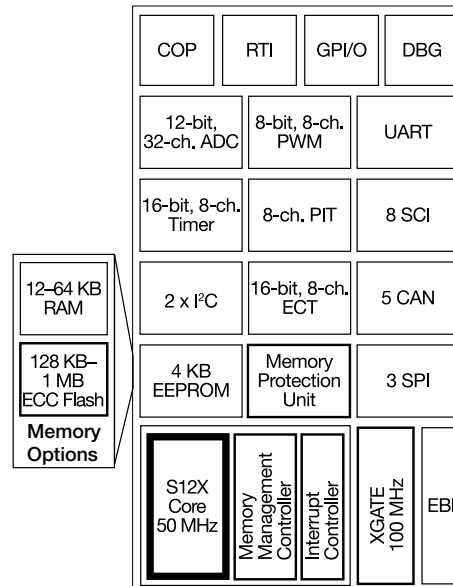 COP
RTI
GPI/O
DBG
12-bit,
32-ch. ADC
8-bit, 8-ch.
PWM
UART
16-bit, 8-ch.
Timer
8-ch. PIT
8 SCI
12–64 KB
RAM
2 x I²C
16-bit, 8-ch.
ECT
5 CAN
128 KB–
1 MB
ECC Flash
4 KB
EEPROM
Memory
Protection
Unit
3 SPI
Memory
Options
S12X
Core
50 MHz
Memory
Management
Controller
Interrupt
Controller
XGATE
100 MHz